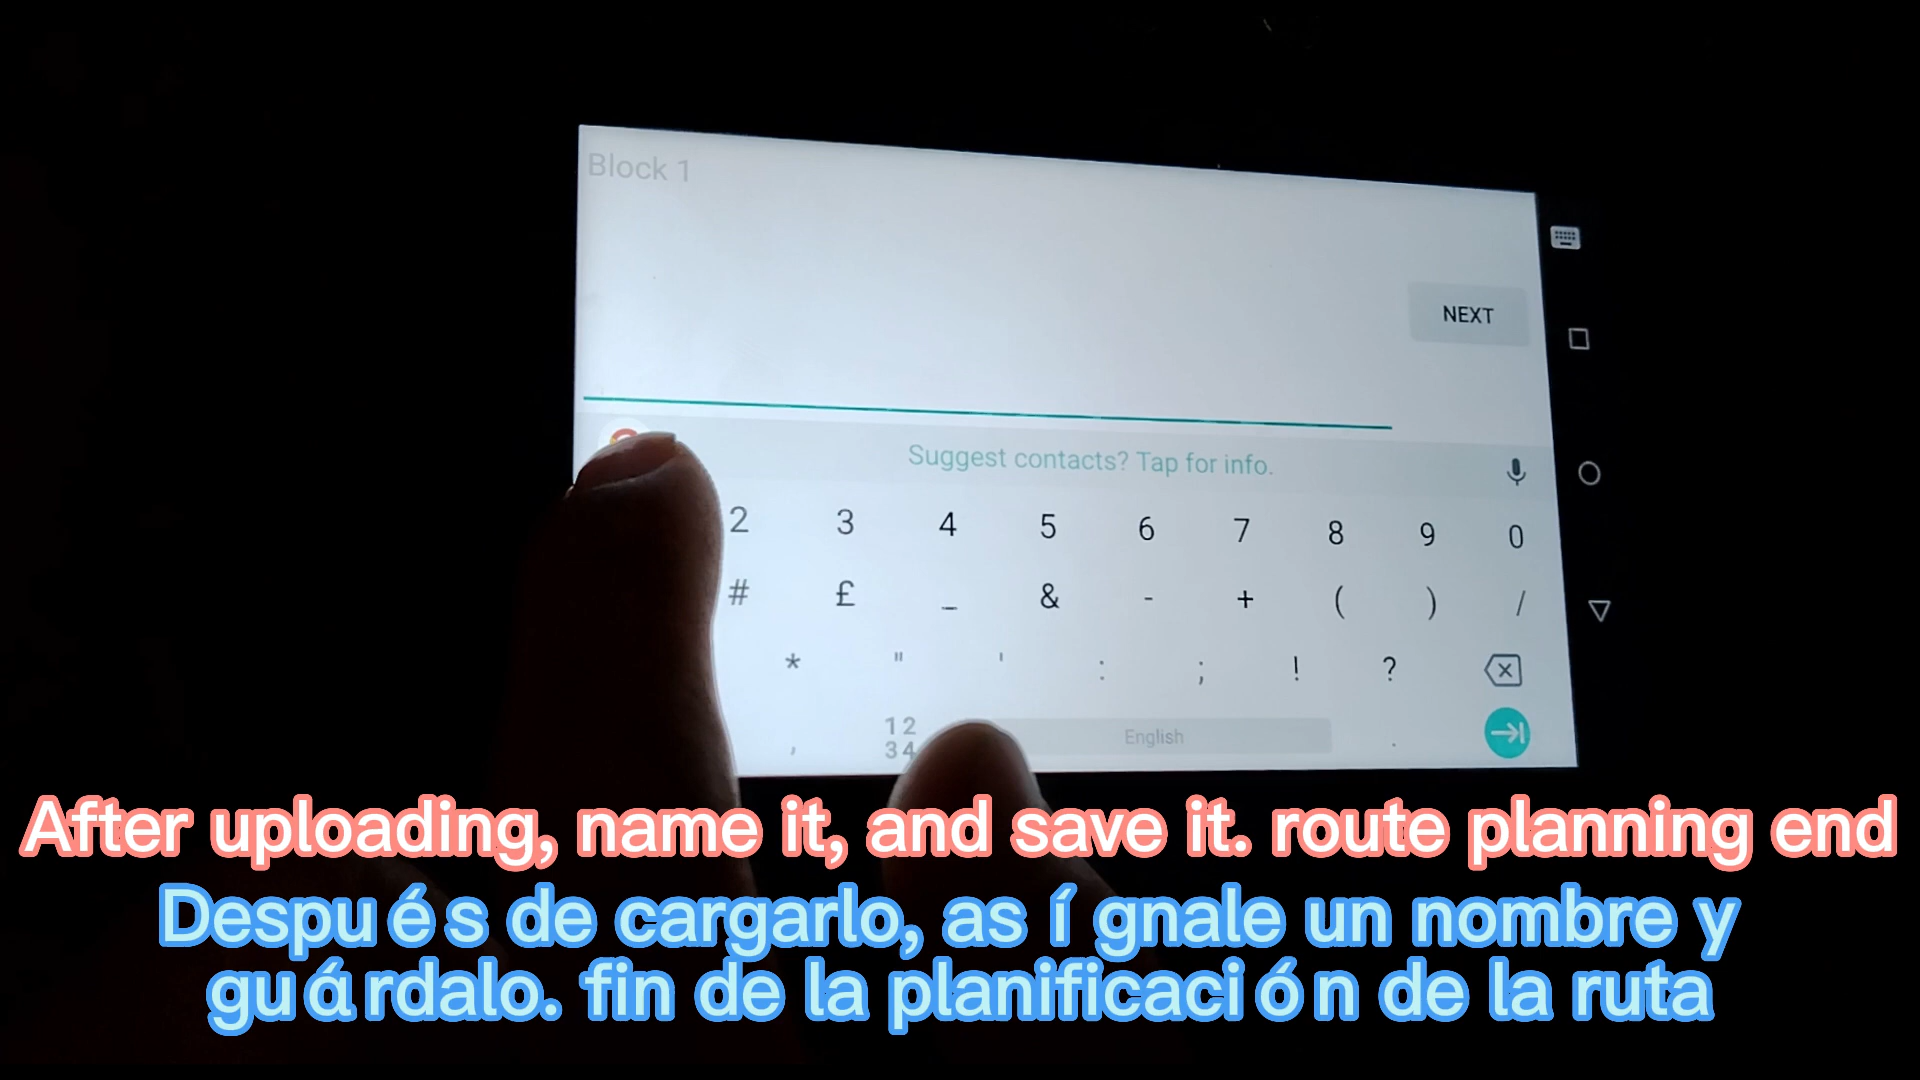 Block 1
NEXT
Suggest contacts? Tap for info.
2 3 4 5 6 7 8 9 0
# £ _ & - + ( ) /
* " ' : ; ! ?
, 12 34 English .
After uploading, name it, and save it. route planning end
Después de cargarlo, asígnale un nombre y
guárdalo. fin de la planificación de la ruta